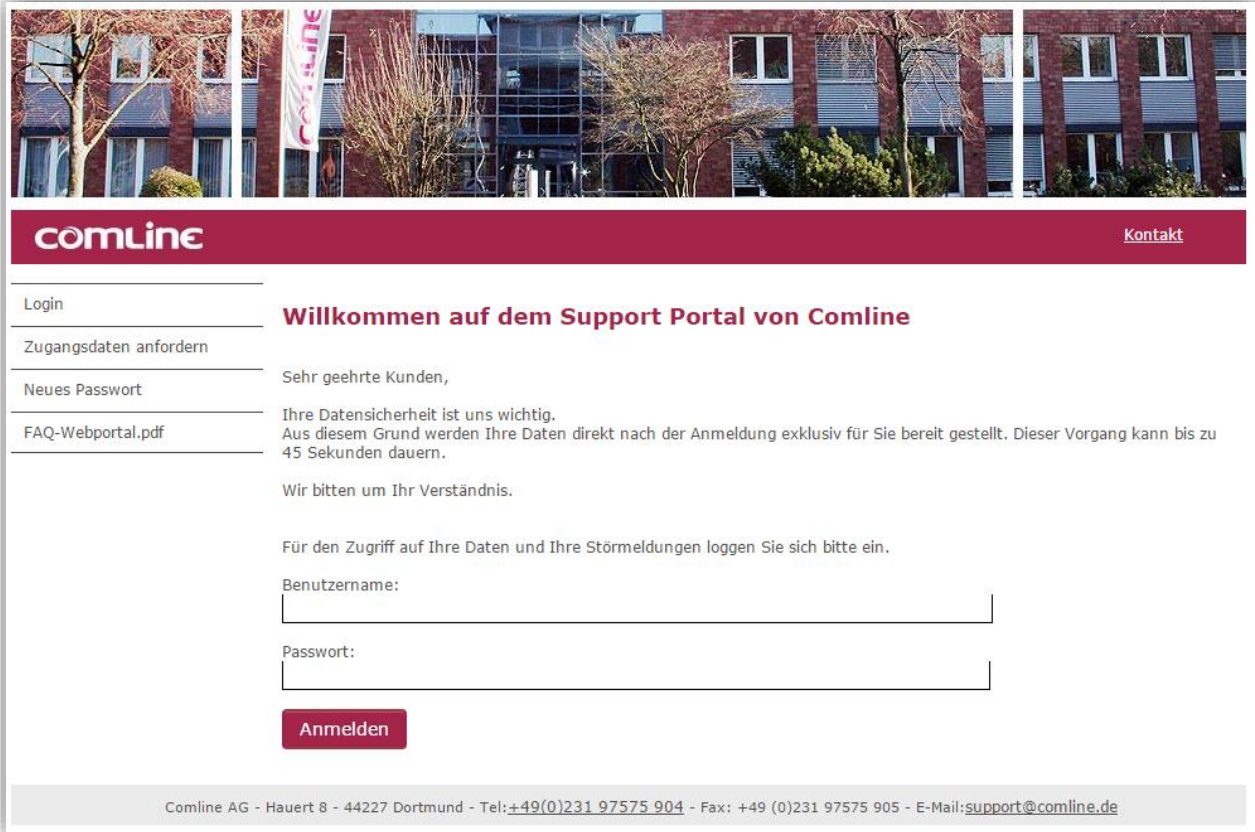 comline
comline
Kontakt
Login
Zugangsdaten anfordern
Neues Passwort
FAQ-Webportal.pdf
Willkommen auf dem Support Portal von Comline
Sehr geehrte Kunden,
Ihre Datensicherheit ist uns wichtig.
Aus diesem Grund werden Ihre Daten direkt nach der Anmeldung exklusiv für Sie bereit gestellt. Dieser Vorgang kann bis zu
45 Sekunden dauern.
Wir bitten um Ihr Verständnis.
Für den Zugriff auf Ihre Daten und Ihre Störmeldungen loggen Sie sich bitte ein.
Benutzername:
Passwort:
Anmelden
Comline AG - Hauert 8 - 44227 Dortmund - Tel:+49(0)231 97575 904 - Fax: +49 (0)231 97575 905 - E-Mail:support@comline.de